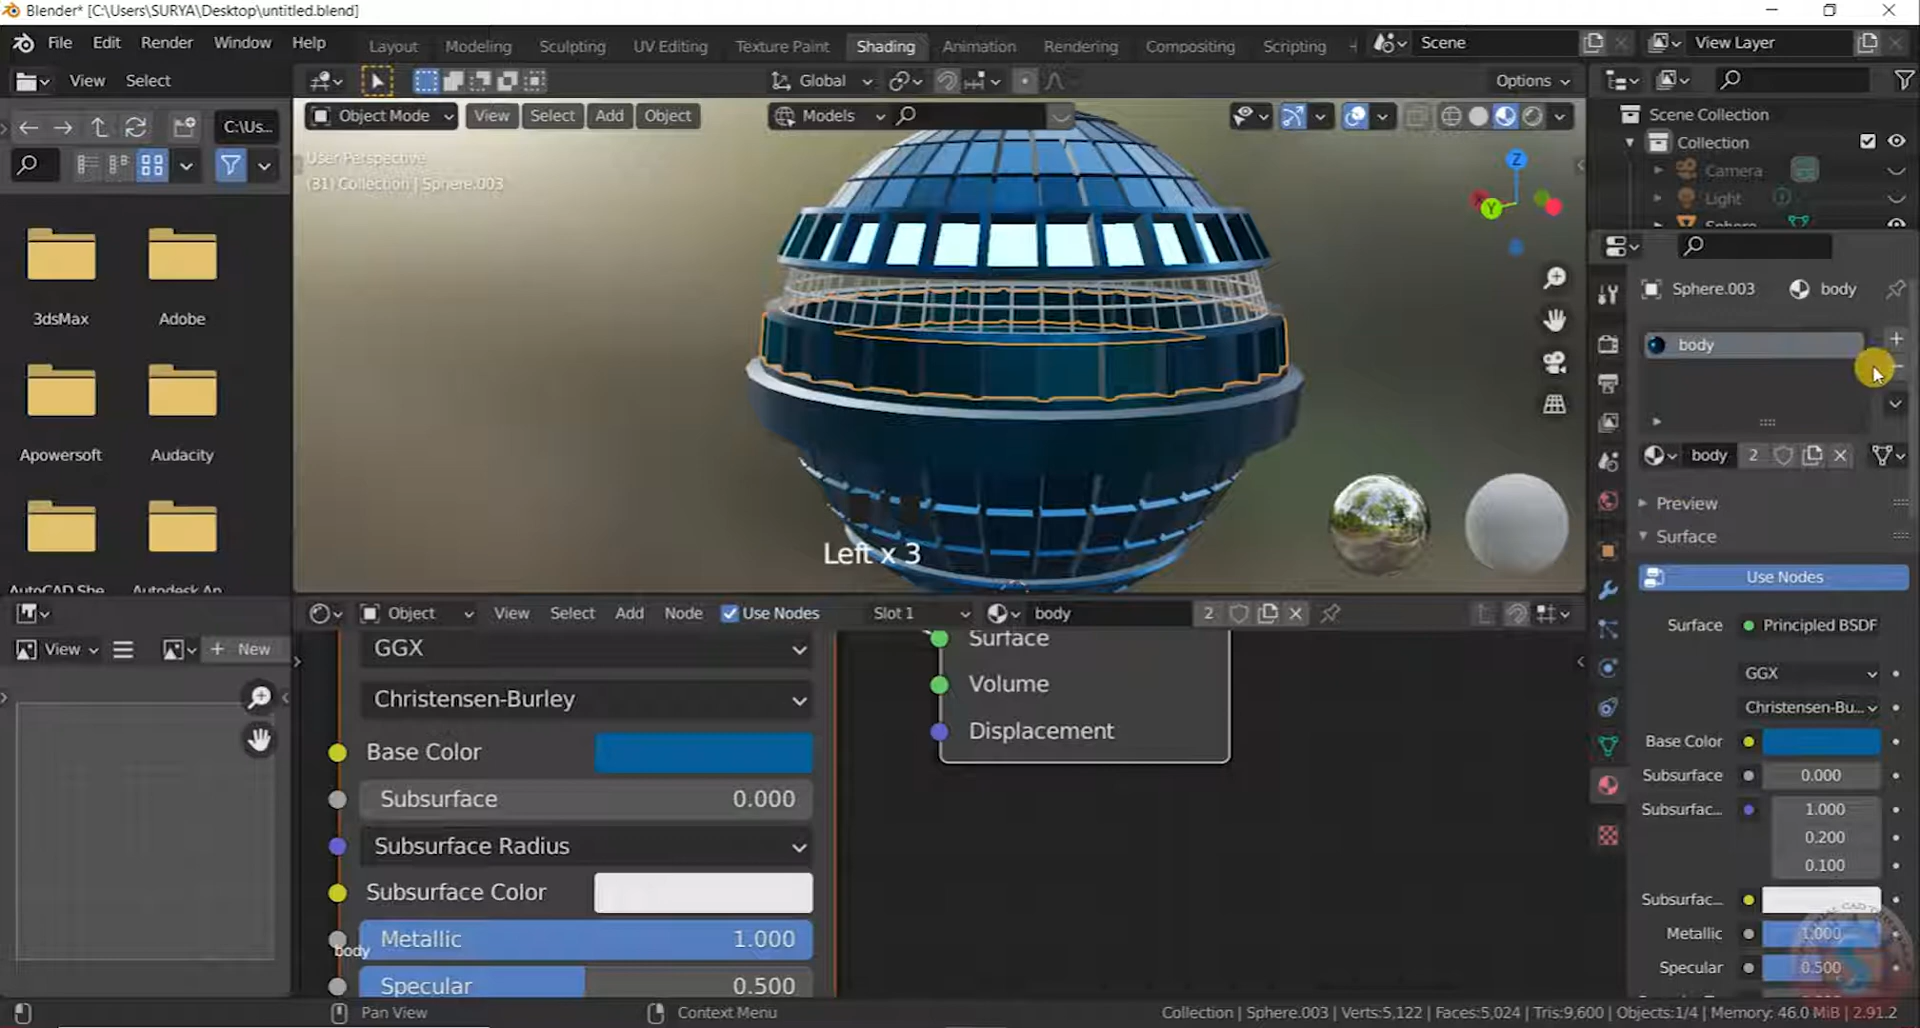 Blender* [C:\Users\SURYA\Desktop\untitled.blend]
File Edit Render Window Help Layout Modeling Sculpting UV Editing Texture Paint Shading Animation Rendering Compositing Scripting Scene View Layer
View Select Global Options
Object Mode View Select Add Object Models Scene Collection
C:\Us... Collection
User Perspective Camera
(31) Collection | Sphere.003 Light
Sphere
Z
Y
X
Sphere.003 body
3dsMax Adobe
body
Apowersoft Audacity
body 2
Preview
Surface
Left x 3
Use Nodes
AutoCAD She Autodesk An
Object View Select Add Node Use Nodes Slot 1 body 2
Surface Principled BSDF
View New
GGX Surface
GGX
Christensen-Burley Volume
Christensen-Bu...
Displacement
Base Color
Base Color
Subsurface 0.000
Subsurface 0.000
Subsurfac... 1.000
0.200
0.100
Subsurface Radius
Subsurface Color
Subsurfac...
Metallic 1.000
Metallic 1.000
body
Specular 0.500
Specular 0.500
Pan View Context Menu Collection | Sphere.003 | Verts:5,122 | Faces:5,024 | Tris:9,600 | Objects:1/4 | Memory: 46.0 MiB | 2.91.2